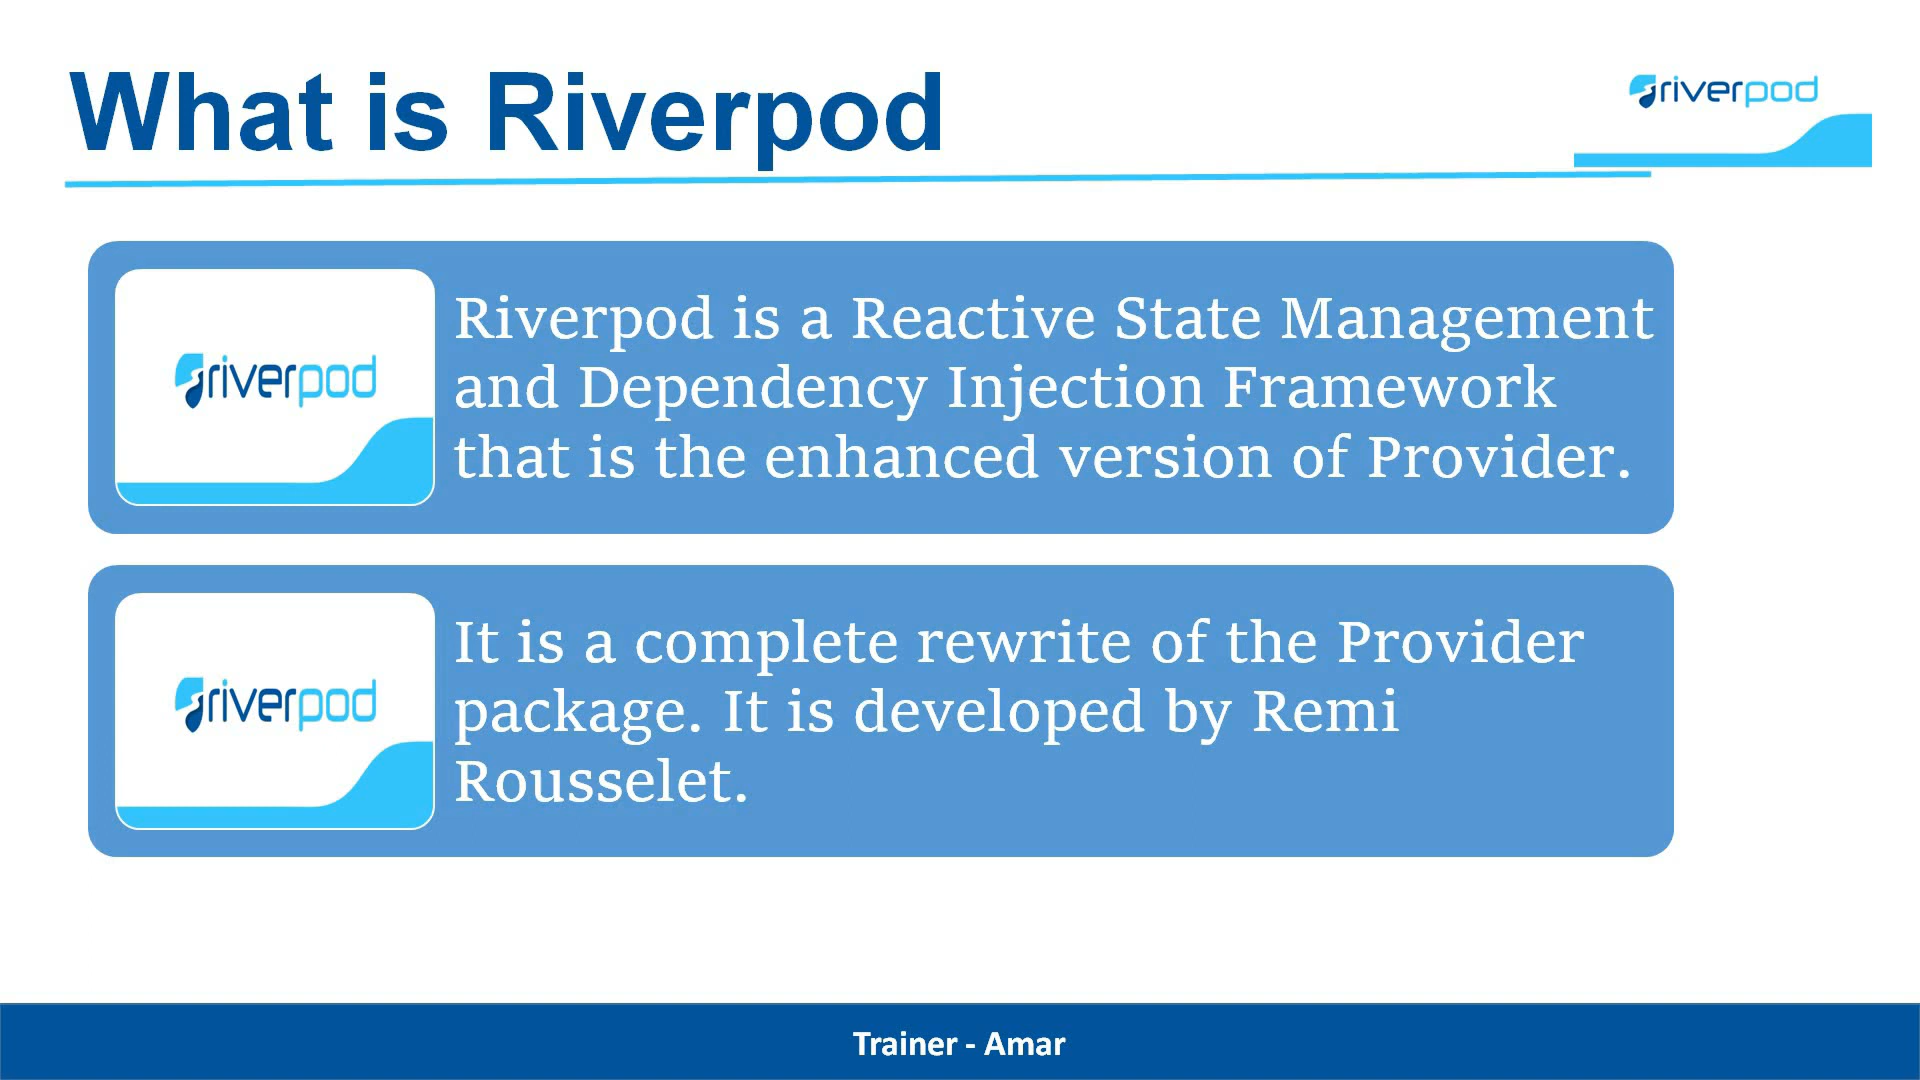 What is Riverpod
riverpod
riverpod
Riverpod is a Reactive State Management
and Dependency Injection Framework
that is the enhanced version of Provider.
riverpod
It is a complete rewrite of the Provider
package. It is developed by Remi
Rousselet.
Trainer - Amar